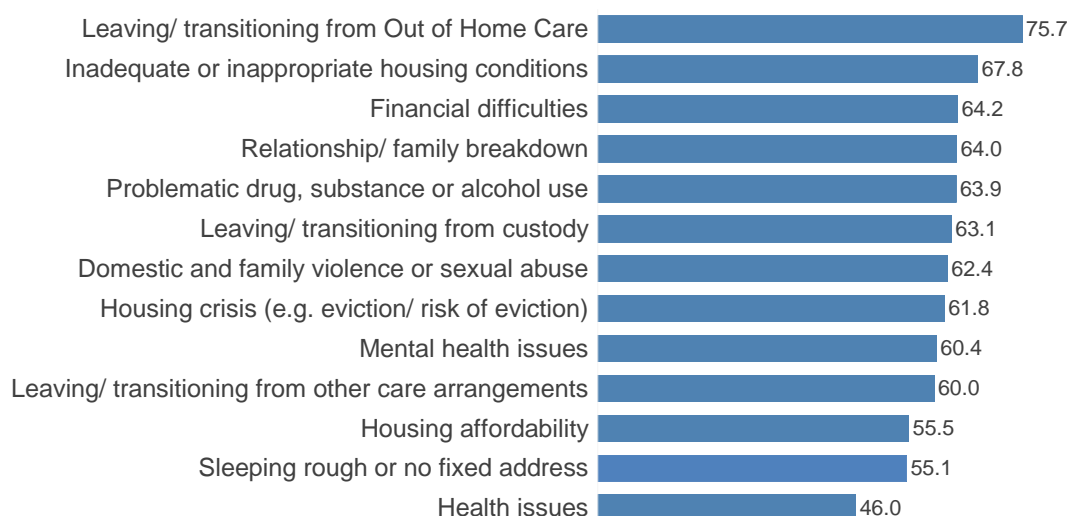 Leaving/ transitioning from Out of Home Care 75.7
Inadequate or inappropriate housing conditions 67.8
Financial difficulties 64.2
Relationship/ family breakdown 64.0
Problematic drug, substance or alcohol use 63.9
Leaving/ transitioning from custody 63.1
Domestic and family violence or sexual abuse 62.4
Housing crisis (e.g. eviction/ risk of eviction) 61.8
Mental health issues 60.4
Leaving/ transitioning from other care arrangements 60.0
Housing affordability 55.5
Sleeping rough or no fixed address 55.1
Health issues 46.0